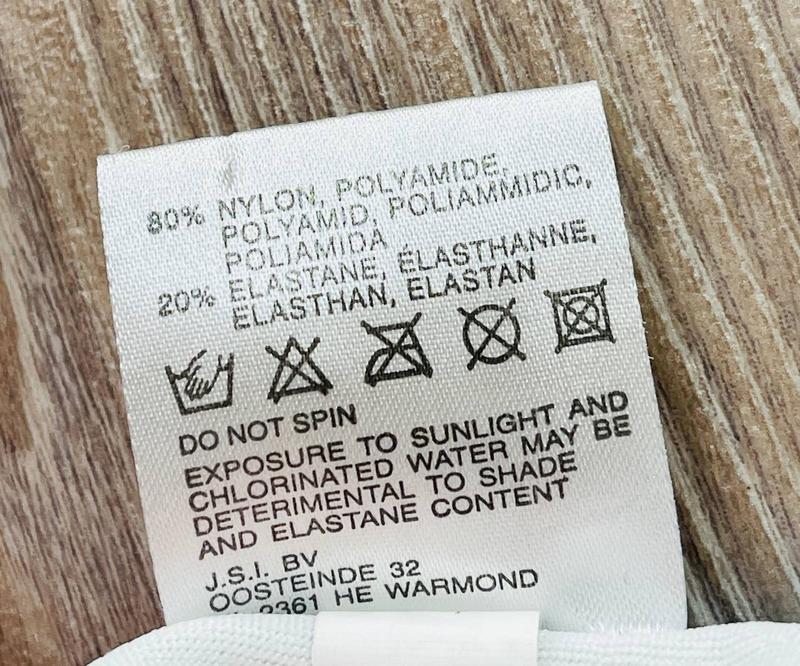 80% NYLON, POLYAMIDE,
POLYAMID, POLIAMMIDIC,
POLIAMIDA
20% ELASTANE, ÉLASTHANNE,
ELASTHAN, ELASTAN
DO NOT SPIN
EXPOSURE TO SUNLIGHT AND
CHLORINATED WATER MAY BE
DETERIMENTAL TO SHADE
AND ELASTANE CONTENT
J.S.I. BV
OOSTEINDE 32
2361 HE WARMOND